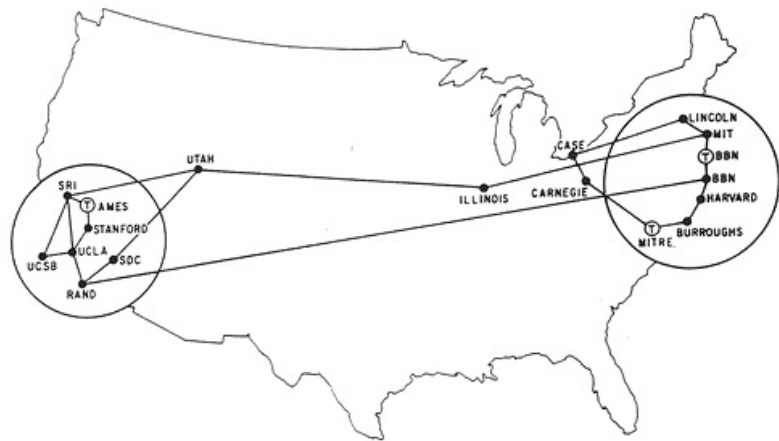 LINCOLN
MIT
CASE
T BBN
UTAH
BBN
SRI
ILLINOIS
CARNEGIE
T AMES
HARVARD
STANFORD
BURROUGHS
T
MITRE.
UCSB
UCLA
SDC
RAND